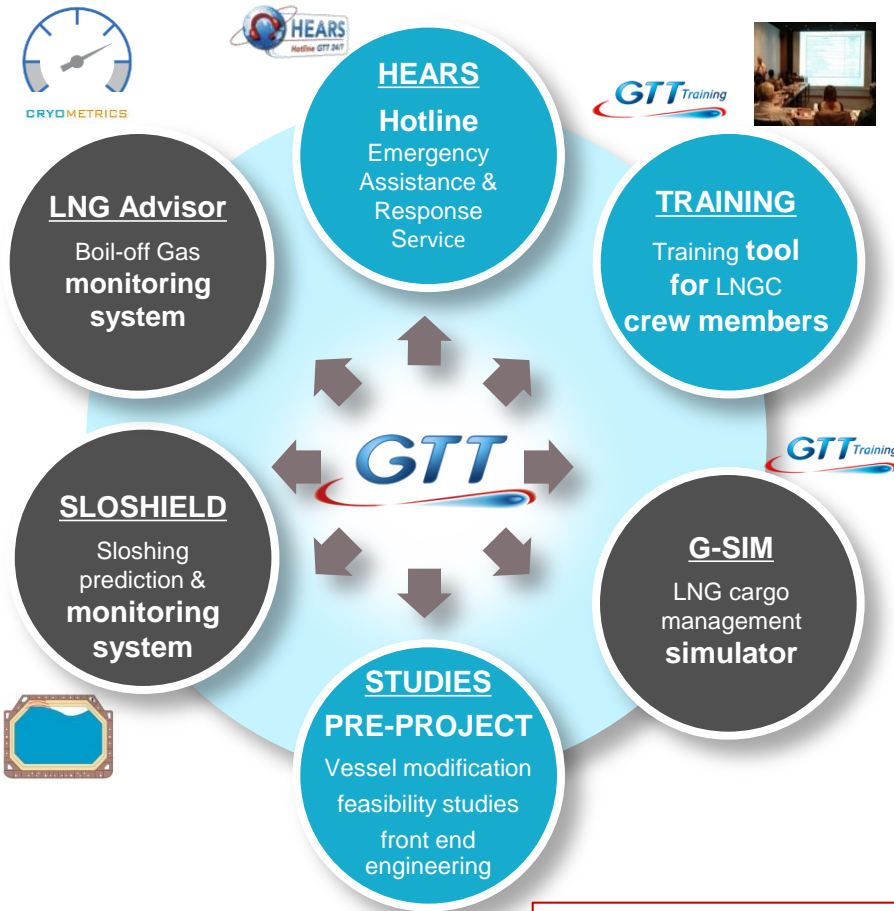 CRYOMETRICS
HEARS
Hotline GTT 24/7
HEARS
Hotline
Emergency
Assistance &
Response
Service
GTT Training
TRAINING
Training tool
for LNGC
crew members
LNG Advisor
Boil-off Gas
monitoring
system
GTT
GTT Training
SLOSHIELD
Sloshing
prediction &
monitoring
system
G-SIM
LNG cargo
management
simulator
STUDIES
PRE-PROJECT
Vessel modification
feasibility studies
front end
engineering